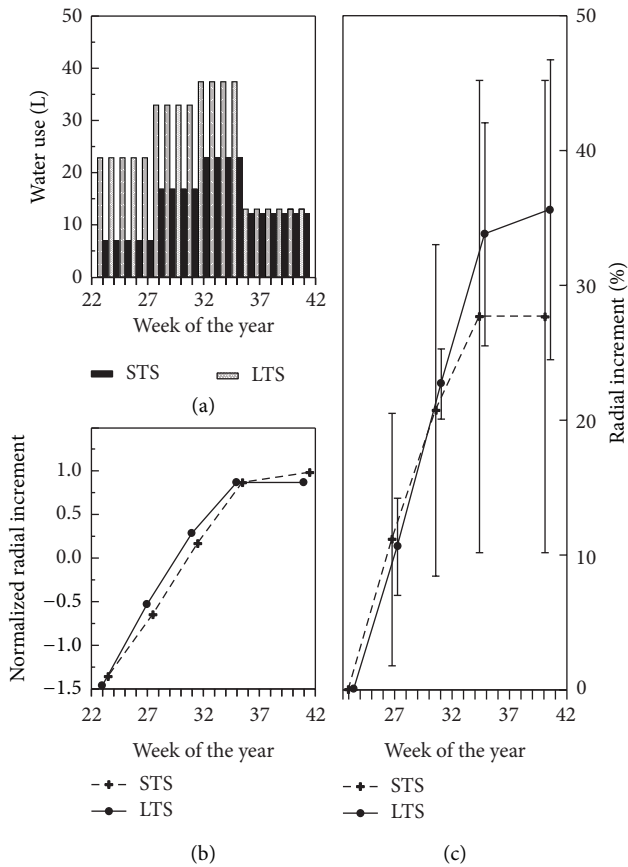 50
40
30
20
10
0
Water use (L)
22 27 32 37 42
Week of the year
STS LTS
(a)
1.0
0.5
0.0
−0.5
−1.0
−1.5
Normalized radial increment
22 27 32 37 42
Week of the year
STS
LTS
(b)
50
40
30
20
10
0
Radial increment (%)
27 32 37 42
Week of the year
STS
LTS
(c)